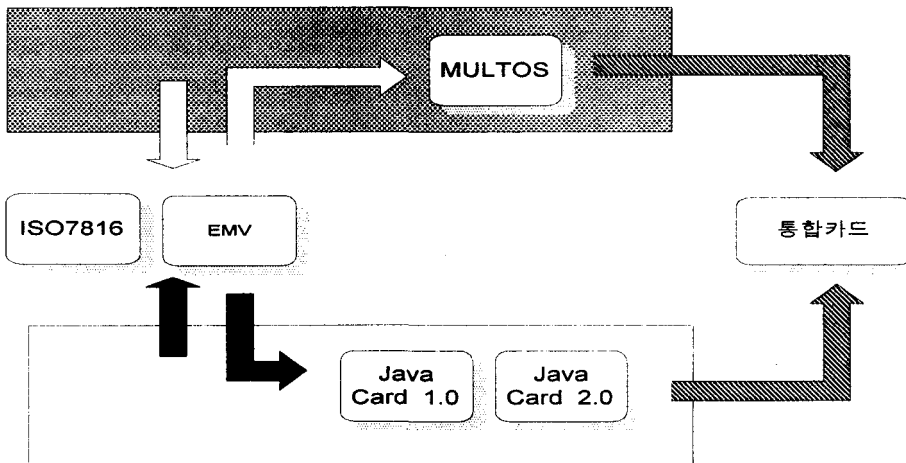 MULTOS
ISO7816
EMV
통합카드
Java
Card 1.0
Java
Card 2.0